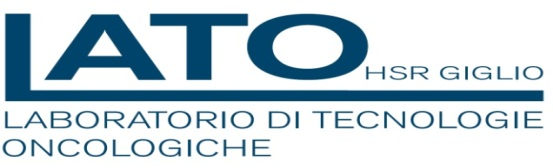 LATO HSR GIGLIO
LABORATORIO DI TECNOLOGIE
ONCOLOGICHE